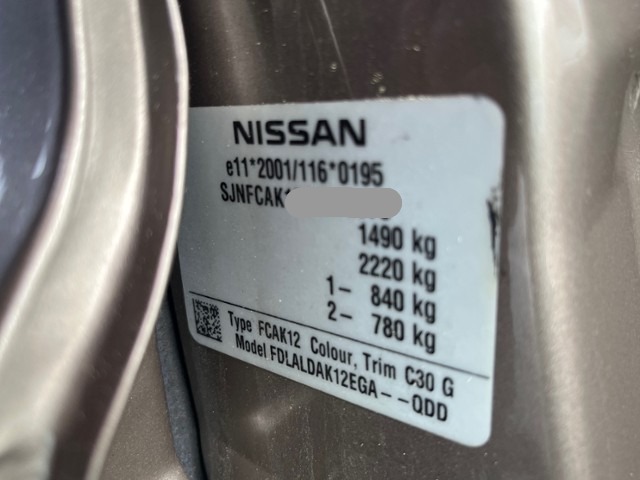 NISSAN
e11*2001/116*0195
SJNFCAK1
1490 kg
2220 kg
1- 840 kg
2- 780 kg
Type FCAK12 Colour, Trim C30 G
Model FDLALDAK12EGA--QDD